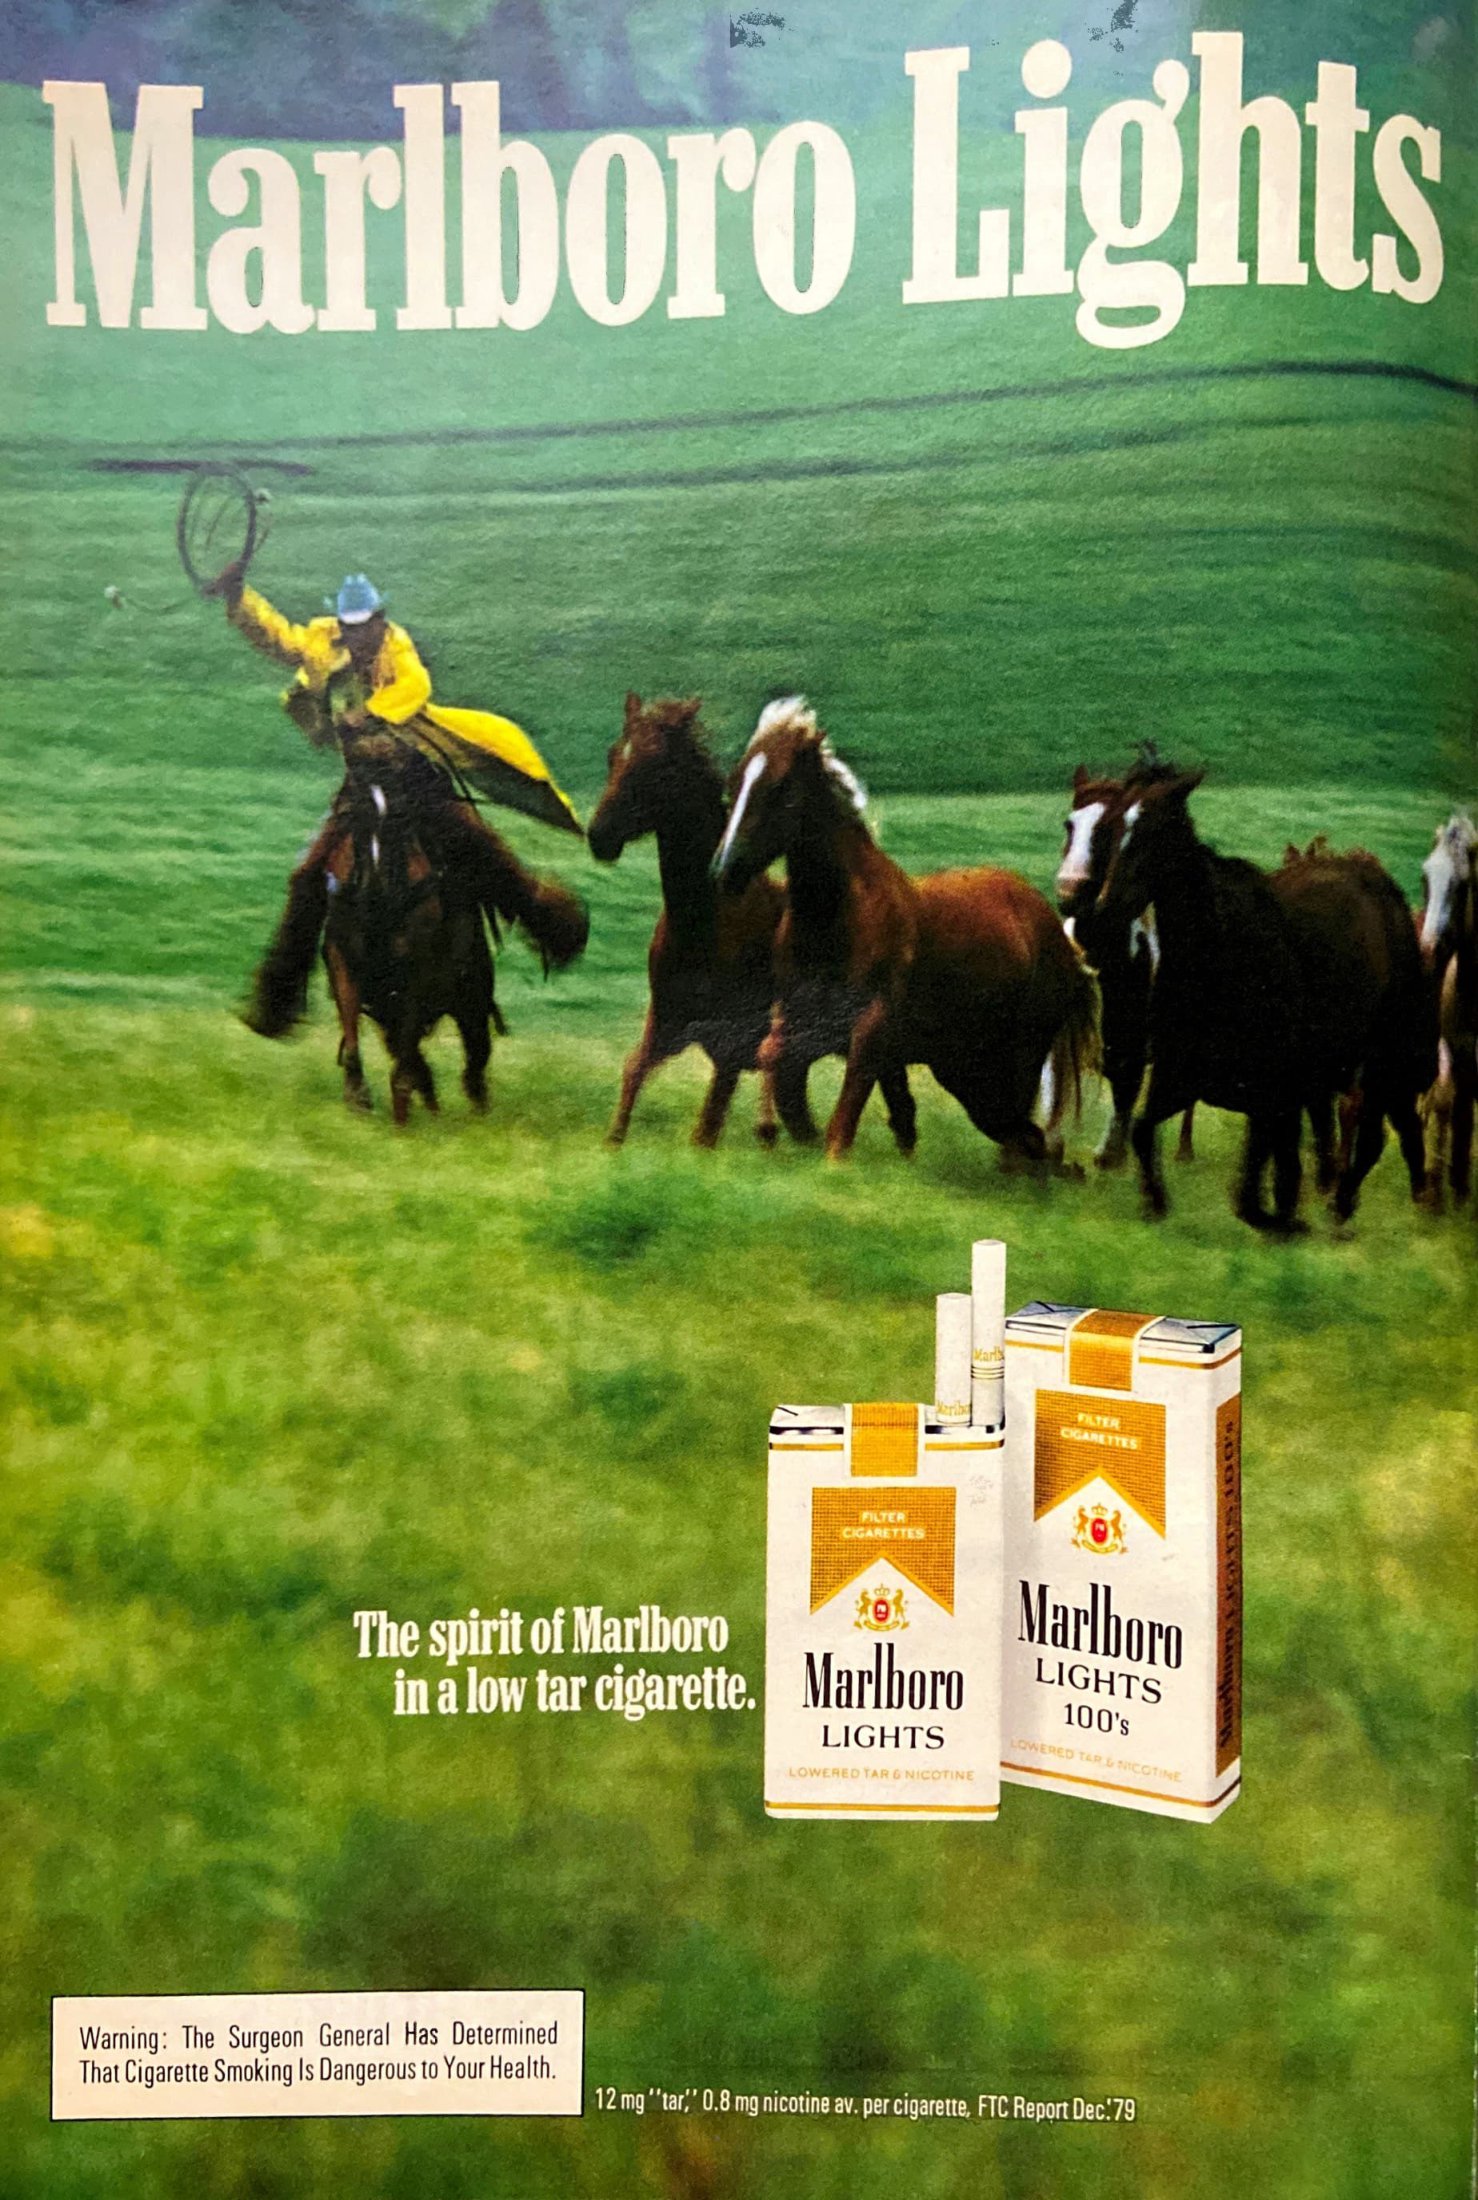 Marlboro Lights
FILTER
CIGARETTES
Marlboro
LIGHTS
100's
LOWERED TAR & NICOTINE
Marlboro LIGHTS 100's
FILTER
CIGARETTES
Marlboro
LIGHTS
LOWERED TAR & NICOTINE
The spirit of Marlboro
in a low tar cigarette.
Warning: The Surgeon General Has Determined
That Cigarette Smoking Is Dangerous to Your Health.
12 mg "tar," 0.8 mg nicotine av. per cigarette, FTC Report Dec.'79